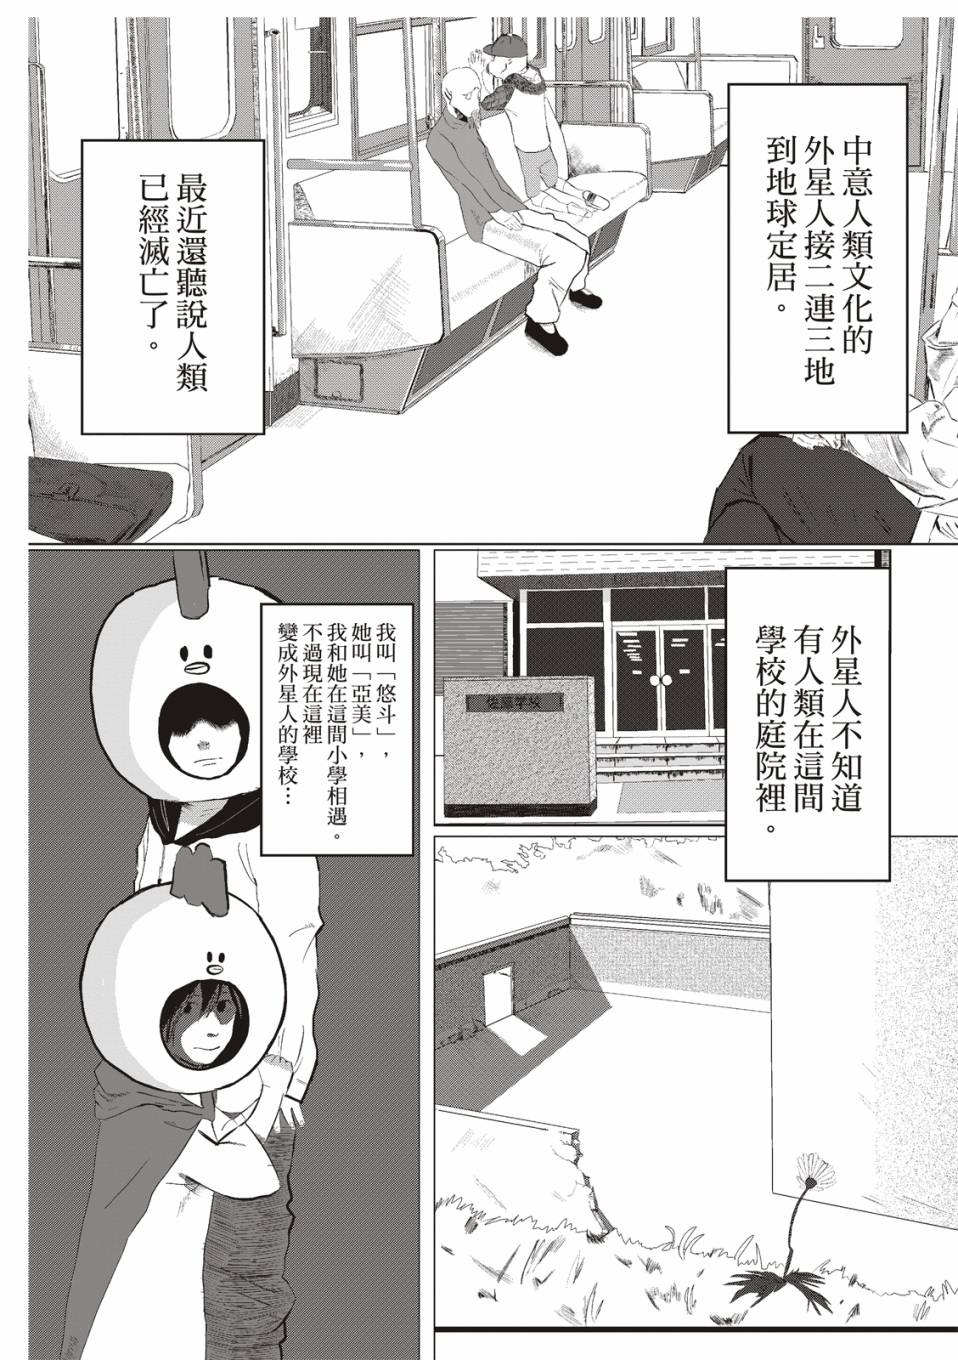 中意人類文化的
外星人接二連三地
到地球定居。
最近還聽說人類
已經滅亡了。
外星人不知道
有人類在這間
學校的庭院裡。
我叫「悠斗」，
她叫「亞美」，
我和她在這間小學相遇。
不過現在這裡
變成外星人的學校…